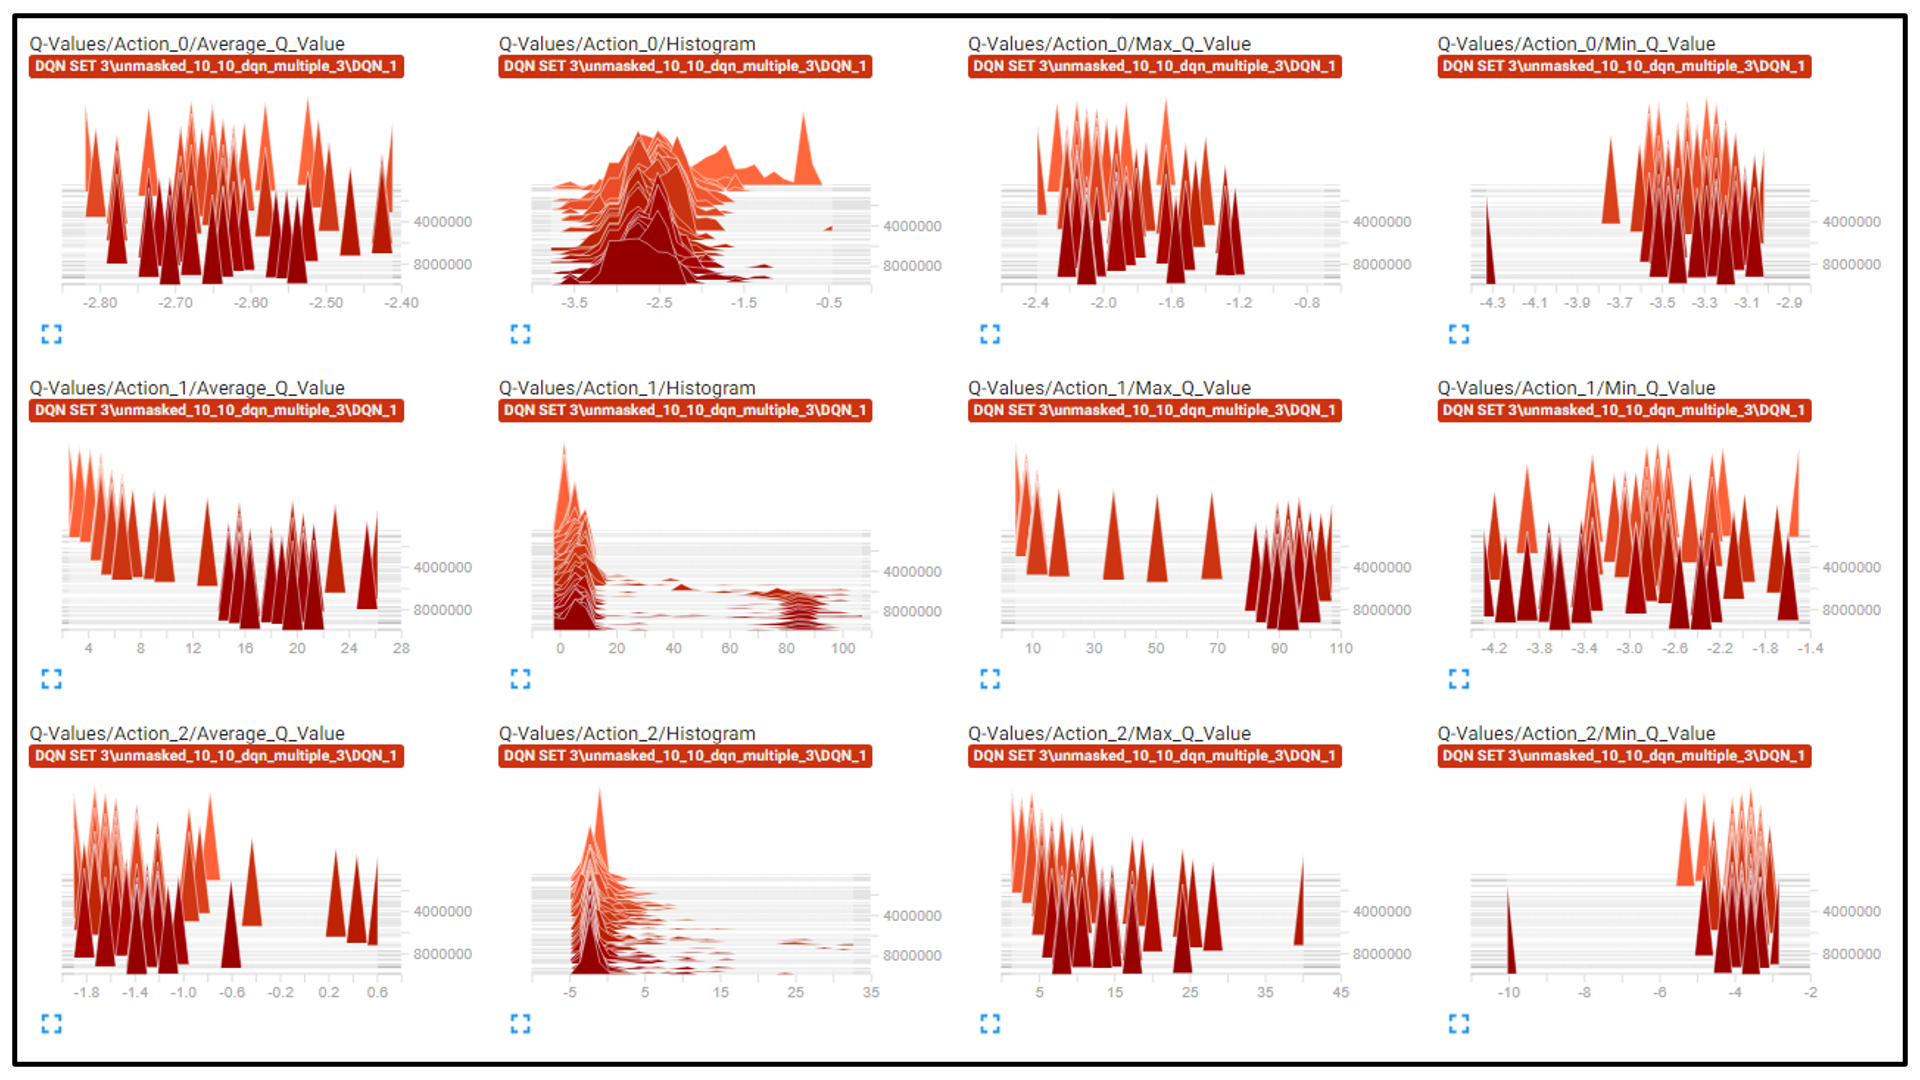 Q-Values/Action_0/Average_Q_Value
DQN SET 3\unmasked_10_10_dqn_multiple_3\DQN_1
4000000
8000000
-2.80 -2.70 -2.60 -2.50 -2.40
Q-Values/Action_0/Histogram
DQN SET 3\unmasked_10_10_dqn_multiple_3\DQN_1
4000000
8000000
-3.5 -2.5 -1.5 -0.5
Q-Values/Action_0/Max_Q_Value
DQN SET 3\unmasked_10_10_dqn_multiple_3\DQN_1
4000000
8000000
-2.4 -2.0 -1.6 -1.2 -0.8
Q-Values/Action_0/Min_Q_Value
DQN SET 3\unmasked_10_10_dqn_multiple_3\DQN_1
4000000
8000000
-4.3 -4.1 -3.9 -3.7 -3.5 -3.3 -3.1 -2.9
Q-Values/Action_1/Average_Q_Value
DQN SET 3\unmasked_10_10_dqn_multiple_3\DQN_1
4000000
8000000
4 8 12 16 20 24 28
Q-Values/Action_1/Histogram
DQN SET 3\unmasked_10_10_dqn_multiple_3\DQN_1
4000000
8000000
0 20 40 60 80 100
Q-Values/Action_1/Max_Q_Value
DQN SET 3\unmasked_10_10_dqn_multiple_3\DQN_1
4000000
8000000
10 30 50 70 90 110
Q-Values/Action_1/Min_Q_Value
DQN SET 3\unmasked_10_10_dqn_multiple_3\DQN_1
4000000
8000000
-4.2 -3.8 -3.4 -3.0 -2.6 -2.2 -1.8 -1.4
Q-Values/Action_2/Average_Q_Value
DQN SET 3\unmasked_10_10_dqn_multiple_3\DQN_1
4000000
8000000
-1.8 -1.4 -1.0 -0.6 -0.2 0.2 0.6
Q-Values/Action_2/Histogram
DQN SET 3\unmasked_10_10_dqn_multiple_3\DQN_1
4000000
8000000
-5 5 15 25 35
Q-Values/Action_2/Max_Q_Value
DQN SET 3\unmasked_10_10_dqn_multiple_3\DQN_1
4000000
8000000
5 15 25 35 45
Q-Values/Action_2/Min_Q_Value
DQN SET 3\unmasked_10_10_dqn_multiple_3\DQN_1
4000000
8000000
-10 -8 -6 -4 -2